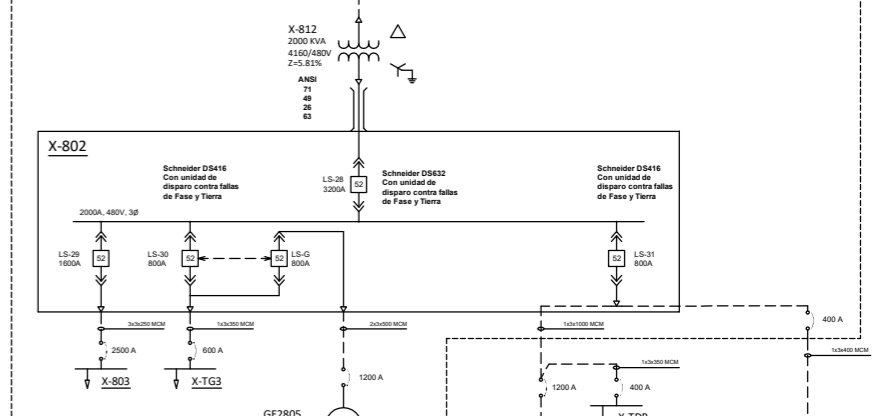 X-812
2000 KVA
4160/480V
Z=5.81%
ANSI
71
49
26
63
X-802
Schneider DS416
Con unidad de
disparo contra fallas
de Fase y Tierra
LS-28
3200A
52
Schneider DS632
Con unidad de
disparo contra fallas
de Fase y Tierra
Schneider DS416
Con unidad de
disparo contra fallas
de Fase y Tierra
2000A, 480V, 3Ø
LS-29
1600A
52
LS-30
800A
52
52
LS-G
800A
52
LS-31
800A
3x3x250 MCM
1x3x350 MCM
2x3x500 MCM
1x3x1000 MCM
400 A
1x3x400 MCM
2500 A
600 A
1200 A
1x3x350 MCM
1200 A
400 A
X-803
X-TG3
GE2805
X-TDP